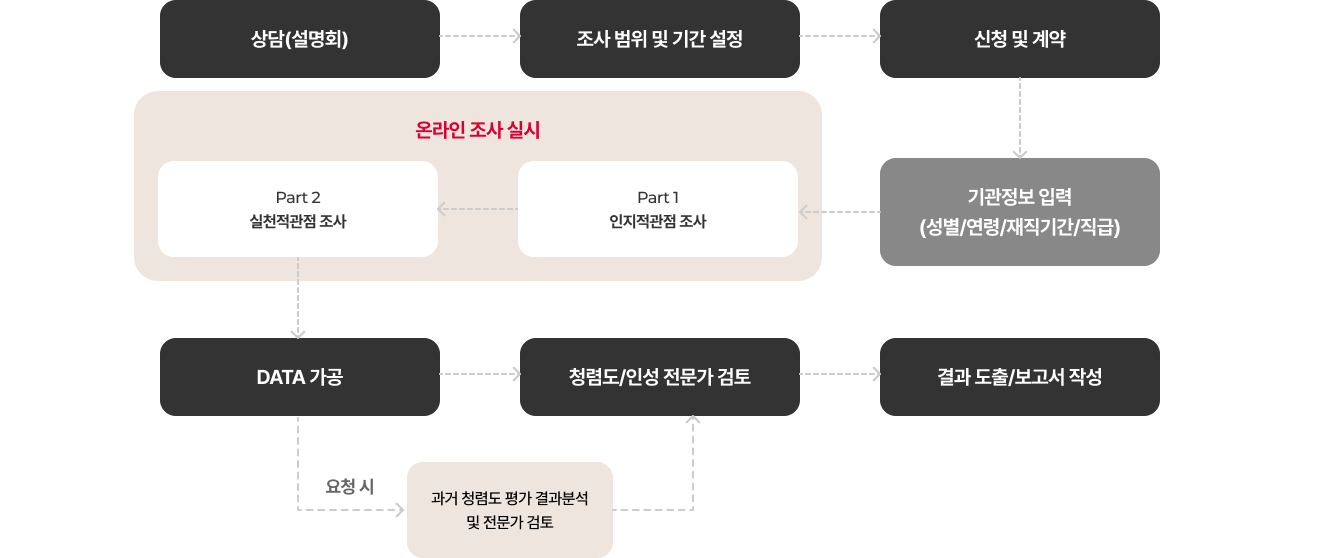 상담(설명회)
조사 범위 및 기간 설정
신청 및 계약
온라인 조사 실시
Part 2
실천적관점 조사
Part 1
인지적관점 조사
기관정보 입력
(성별/연령/재직기간/직급)
DATA 가공
청렴도/인성 전문가 검토
결과 도출/보고서 작성
요청 시
과거 청렴도 평가 결과분석
및 전문가 검토